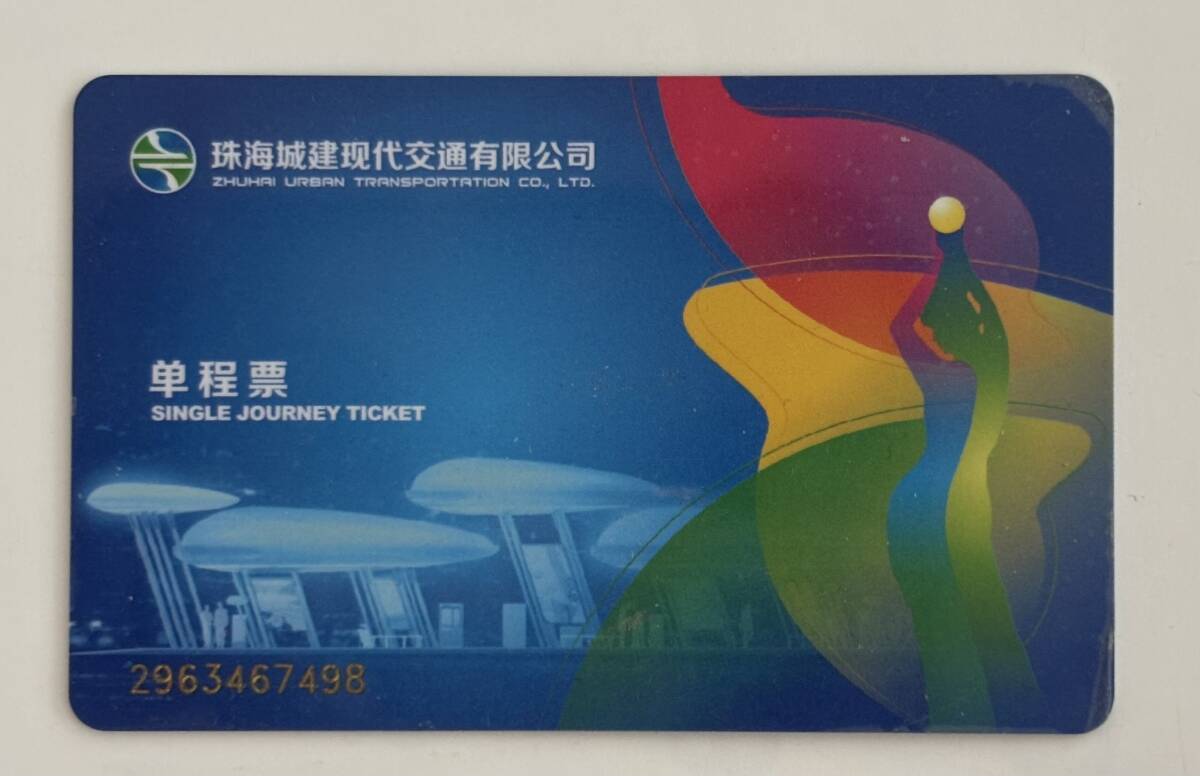 珠海城建现代交通有限公司
ZHUHAI URBAN TRANSPORTATION CO., LTD.
单程票
SINGLE JOURNEY TICKET
2963467498